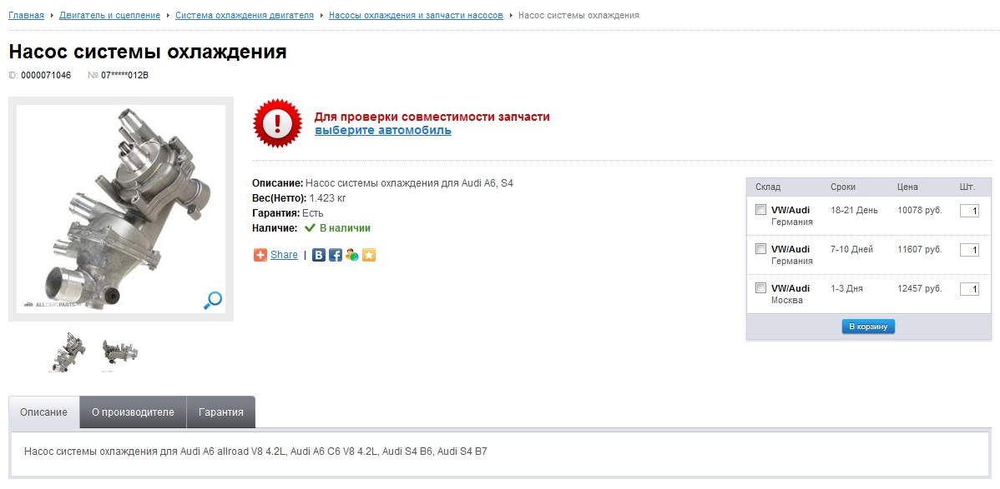 Главная Двигатель и сцепление Система охлаждения двигателя Насосы охлаждения и запчасти насосов Насос системы охлаждения
Насос системы охлаждения
ID: 0000071046 № 07*****012B
Для проверки совместимости запчасти
выберите автомобиль
ALLCARSPARTS
Описание: Насос системы охлаждения для Audi A6, S4
Вес(Нетто): 1.423 кг
Гарантия: Есть
Наличие: В наличии
Share | B f
Склад Сроки Цена Шт.
VW/Audi 18-21 День 10078 руб. 1
Германия
VW/Audi 7-10 Дней 11607 руб. 1
Германия
VW/Audi 1-3 Дня 12457 руб. 1
Москва
В корзину
Описание О производителе Гарантия
Насос системы охлаждения для Audi A6 allroad V8 4.2L, Audi A6 C6 V8 4.2L, Audi S4 B6, Audi S4 B7